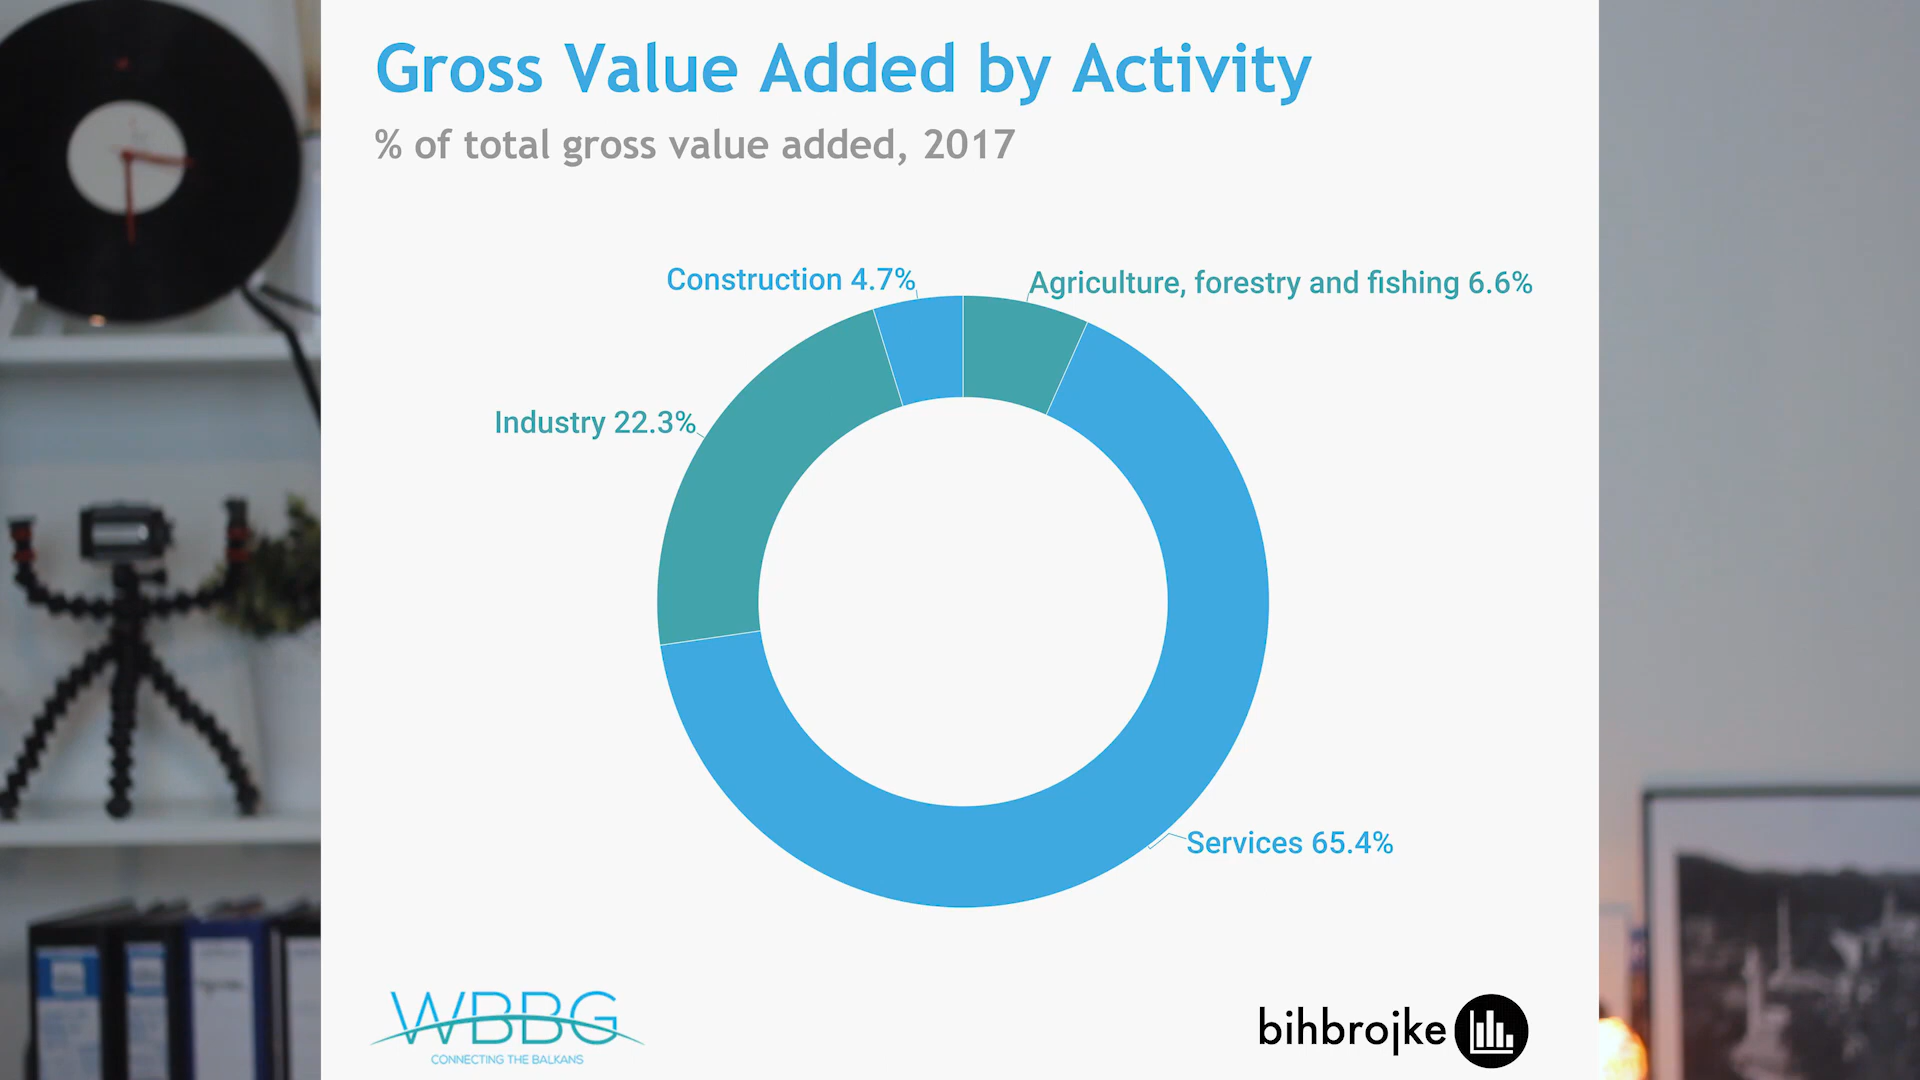 Gross Value Added by Activity
% of total gross value added, 2017
Construction 4.7%
Agriculture, forestry and fishing 6.6%
Industry 22.3%
Services 65.4%
WBBG
CONNECTING THE BALKANS
bihbrojke